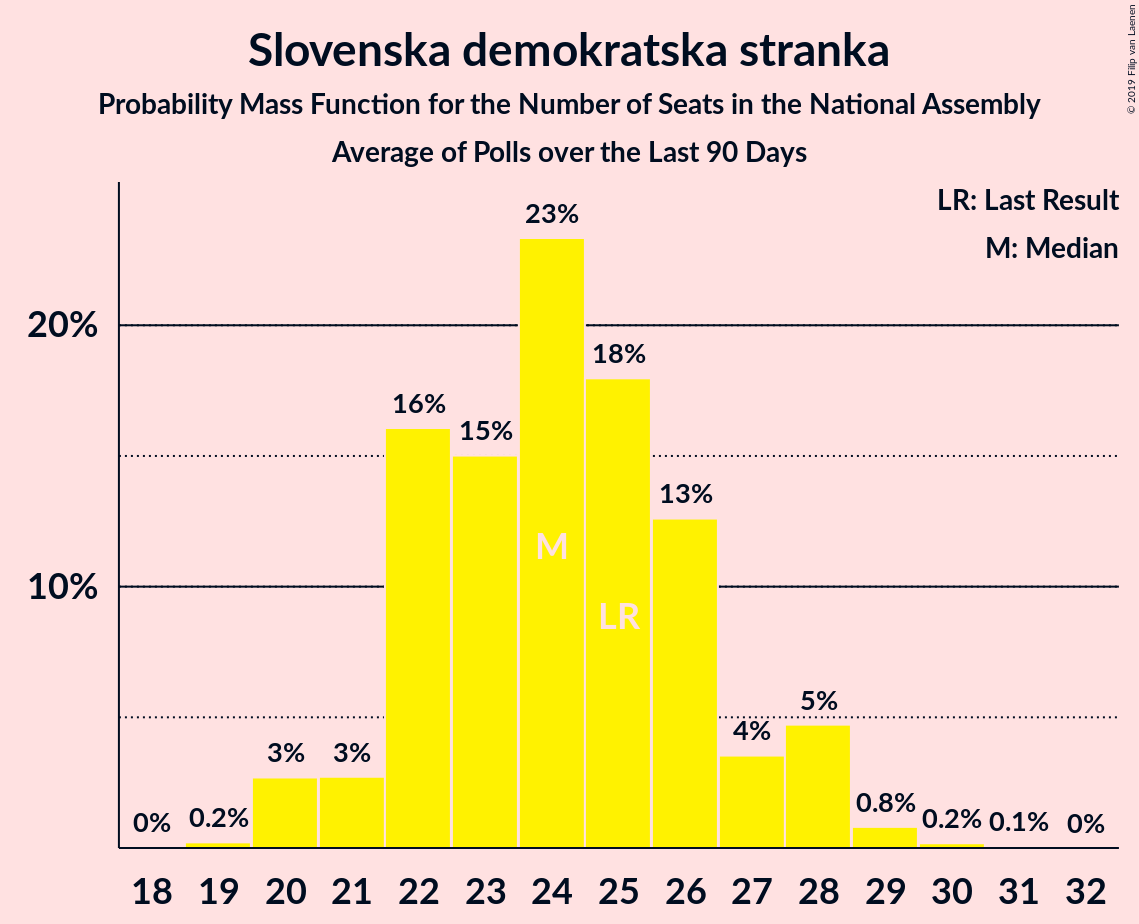 Slovenska demokratska stranka
Probability Mass Function for the Number of Seats in the National Assembly
Average of Polls over the Last 90 Days
© 2019 Filip van Laenen
LR: Last Result
M: Median
20%
10%
0%
0.2%
3%
3%
16%
15%
23%
18%
13%
4%
5%
0.8%
0.2%
0.1%
0%
M
LR
18 19 20 21 22 23 24 25 26 27 28 29 30 31 32